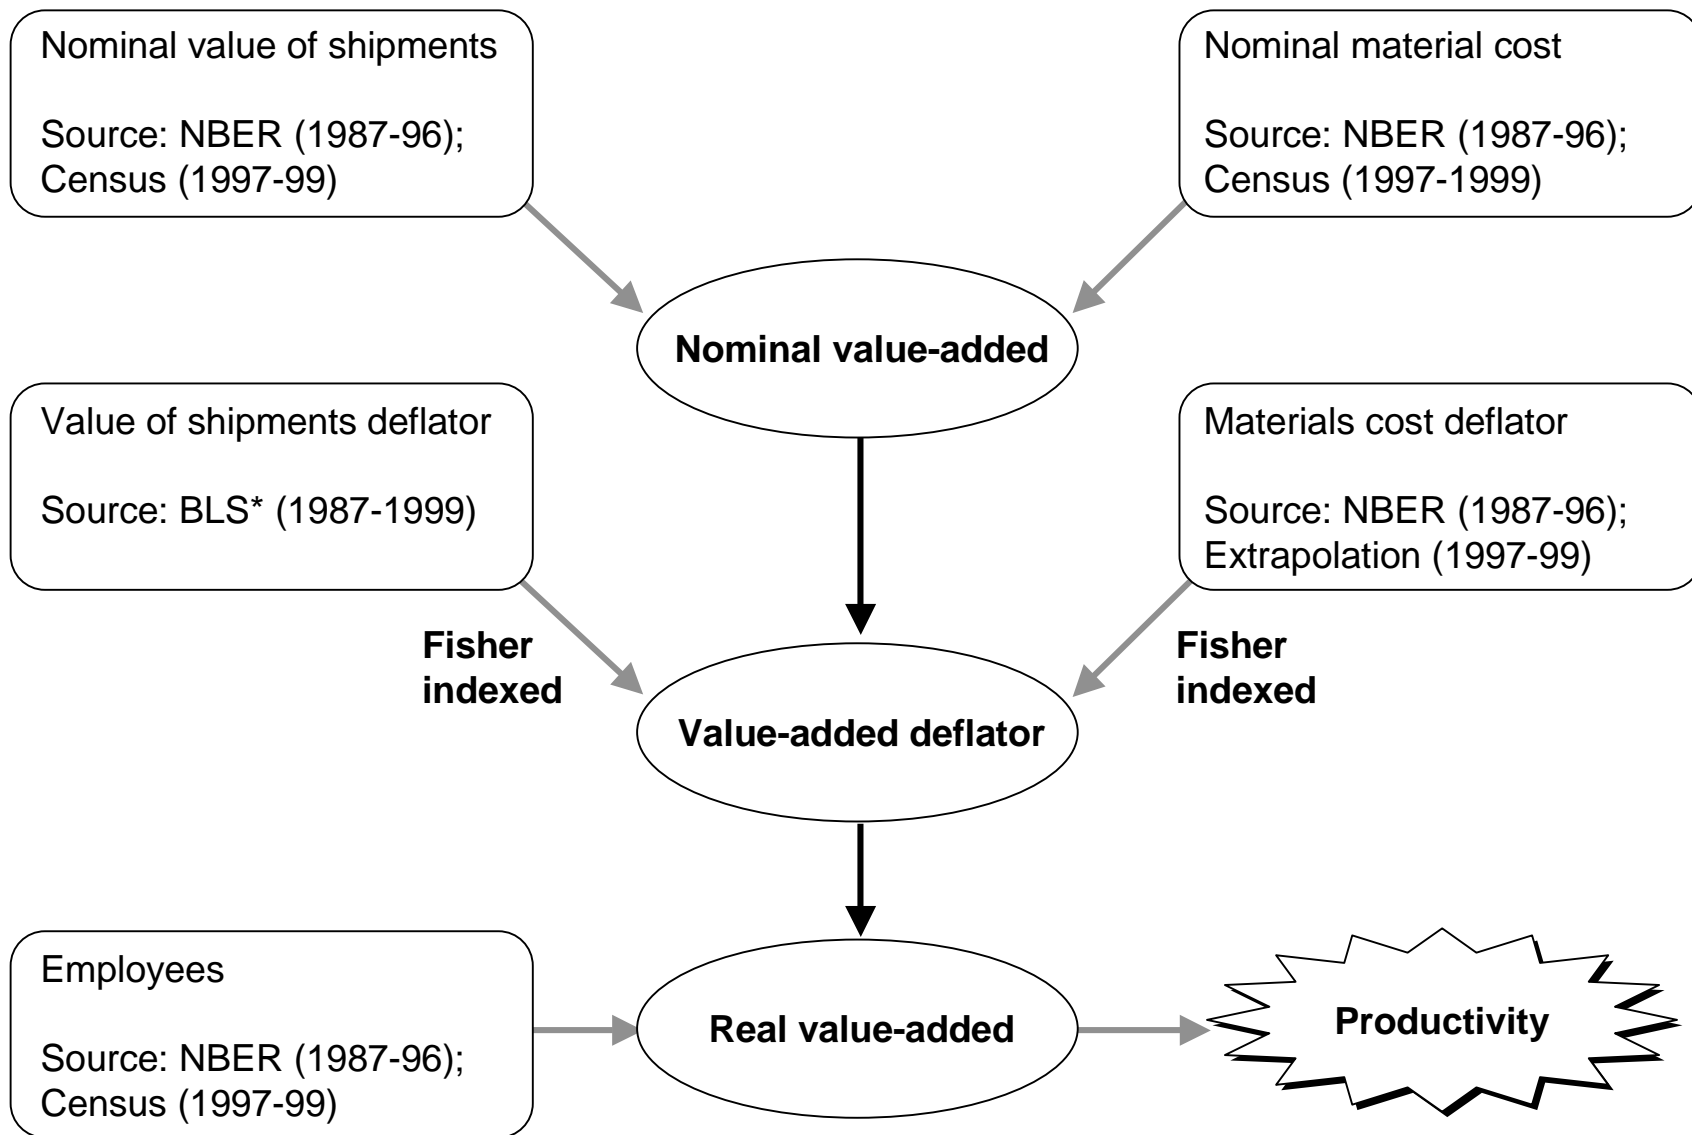 Nominal value of shipments
Source: NBER (1987-96);
Census (1997-99)
Nominal material cost
Source: NBER (1987-96);
Census (1997-1999)
Nominal value-added
Value of shipments deflator
Source: BLS* (1987-1999)
Materials cost deflator
Source: NBER (1987-96);
Extrapolation (1997-99)
Fisher
indexed
Fisher
indexed
Value-added deflator
Employees
Source: NBER (1987-96);
Census (1997-99)
Real value-added
Productivity